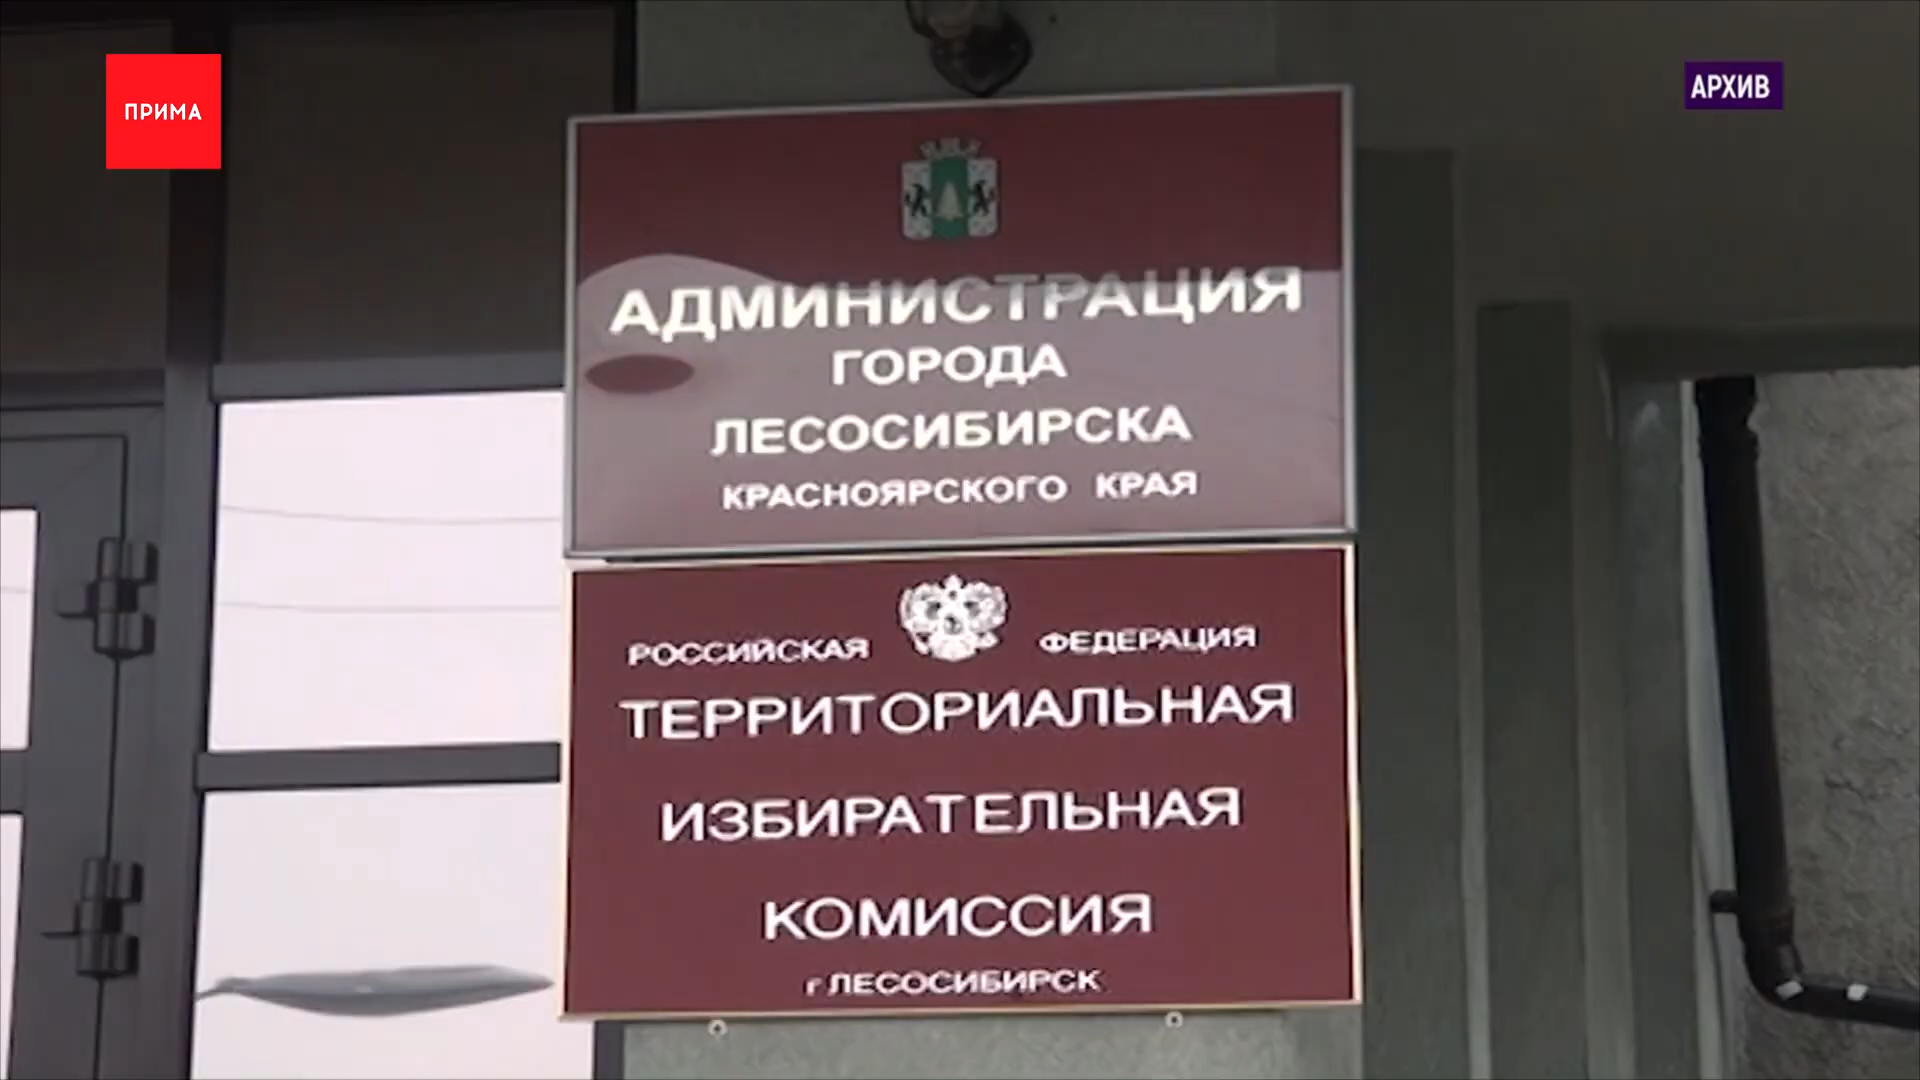 ПРИМА
АРХИВ
АДМИНИСТРАЦИЯ
ГОРОДА
ЛЕСОСИБИРСКА
КРАСНОЯРСКОГО КРАЯ
РОССИЙСКАЯ ФЕДЕРАЦИЯ
ТЕРРИТОРИАЛЬНАЯ
ИЗБИРАТЕЛЬНАЯ
КОМИССИЯ
г ЛЕСОСИБИРСК